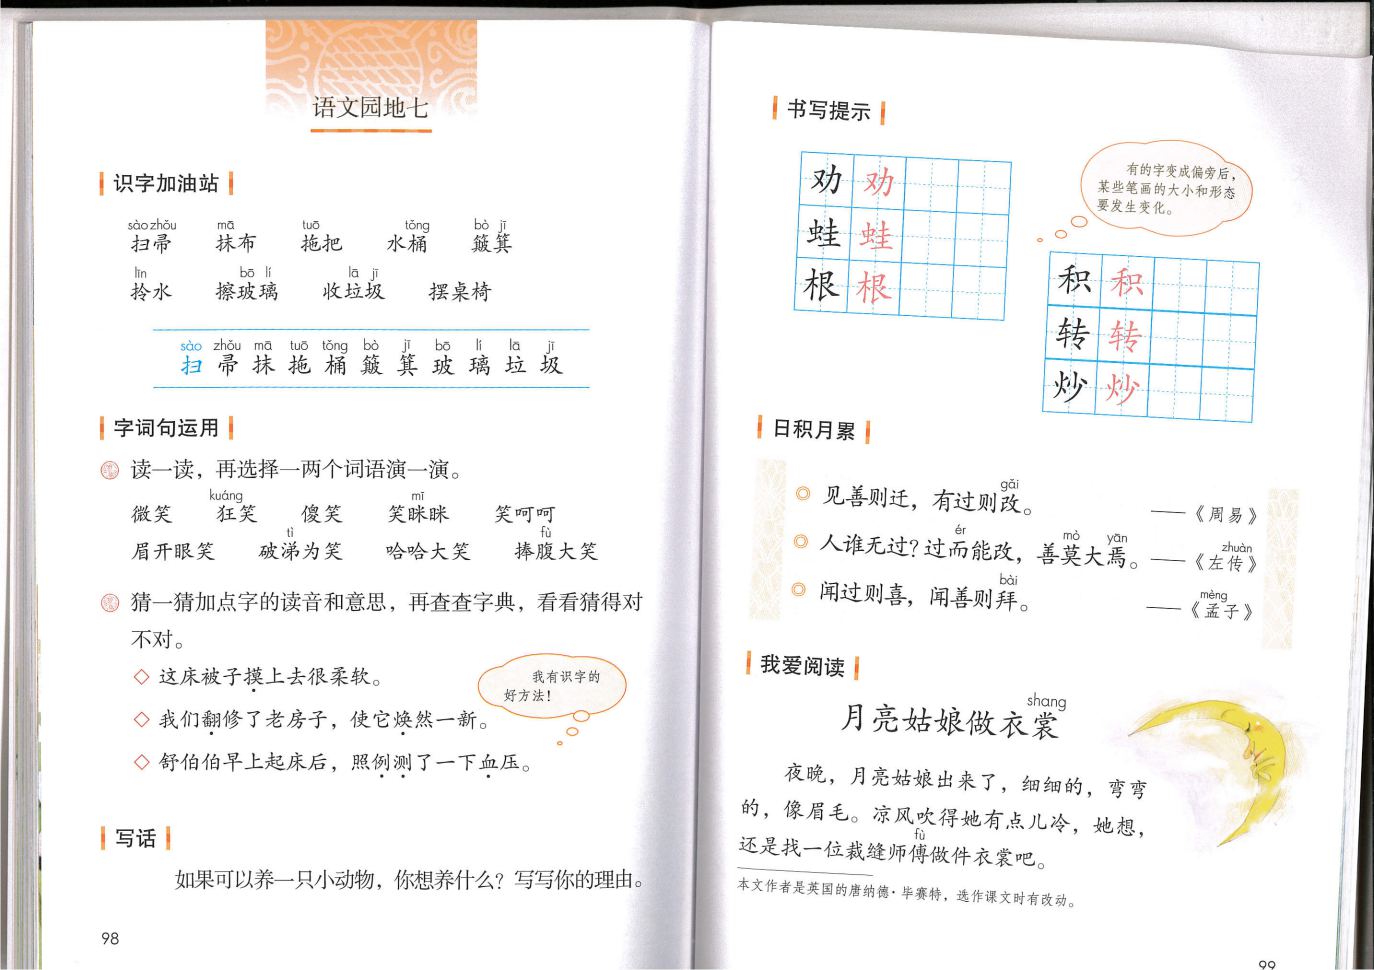 语文园地七
识字加油站
sào zhǒu mā tuō tǒng bò jī
扫帚 抹布 拖把 水桶 簸箕
līn bō lí lā jī
拎水 擦玻璃 收垃圾 摆桌椅
sào zhǒu mā tuō tǒng bò jī bō lí lā jī
扫 帚 抹 拖 桶 簸 箕 玻 璃 垃 圾
字词句运用
读一读，再选择一两个词语演一演。
kuáng mī
微笑 狂笑 傻笑 笑眯眯 笑呵呵
tì fù
眉开眼笑 破涕为笑 哈哈大笑 捧腹大笑
猜一猜加点字的读音和意思，再查查字典，看看猜得对
不对。
这床被子摸上去很柔软。
我们翻修了老房子，使它焕然一新。
舒伯伯早上起床后，照例测了一下血压。
我有识字的
好方法！
写话
如果可以养一只小动物，你想养什么？写写你的理由。
98
书写提示
劝 劝
蛙 蛙
根 根
有的字变成偏旁后，
某些笔画的大小和形态
要发生变化。
积 积
转 转
炒 炒
日积月累
gǎi
见善则迁，有过则改。 ——《周易》
ér mò yān zhuàn
人谁无过？过而能改，善莫大焉。 ——《左传》
bài mèng
闻过则喜，闻善则拜。 ——《孟子》
我爱阅读
shang
月亮姑娘做衣裳
夜晚，月亮姑娘出来了，细细的，弯弯
的，像眉毛。凉风吹得她有点儿冷，她想，
fù
还是找一位裁缝师傅做件衣裳吧。
本文作者是英国的唐纳德·毕赛特，选作课文时有改动。
99